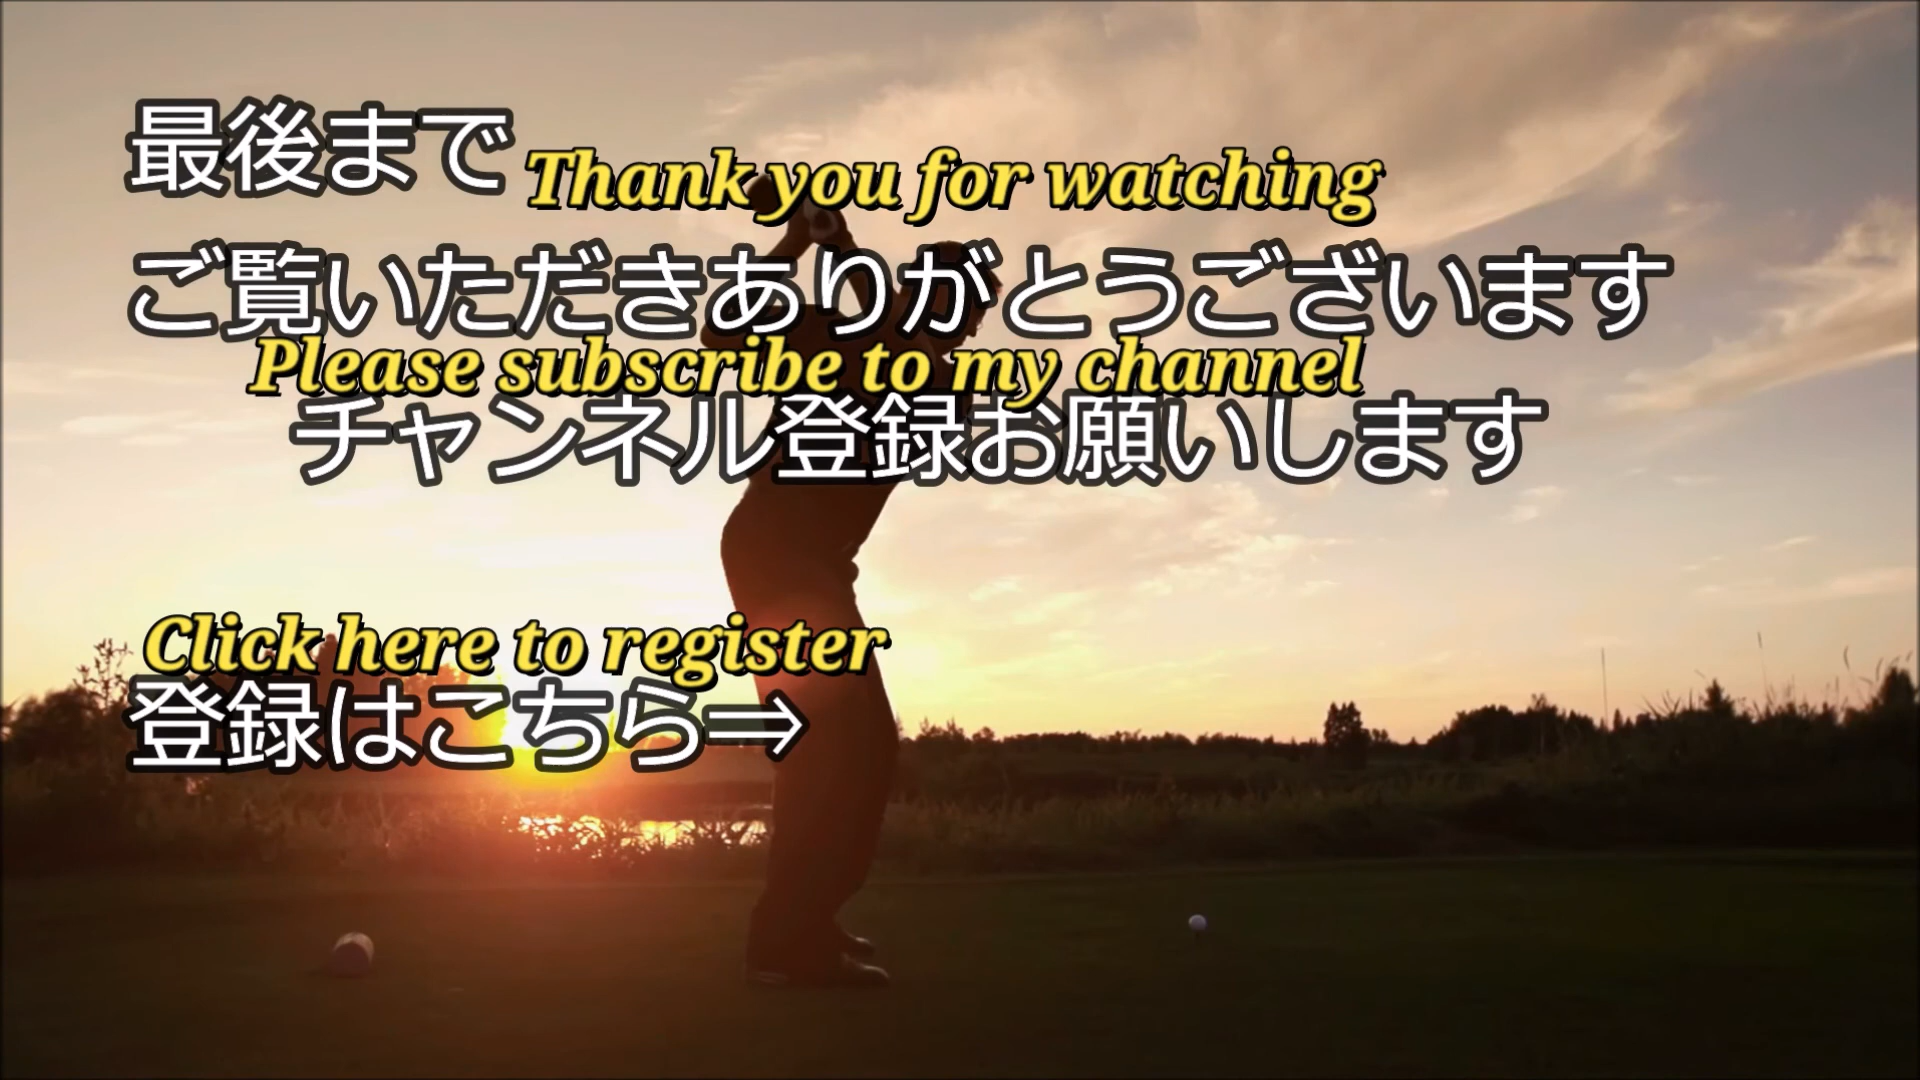 最後まで
Thank you for watching
ご覧いただきありがとうございます
Please subscribe to my channel
チャンネル登録お願いします
Click here to register
登録はこちら⇒